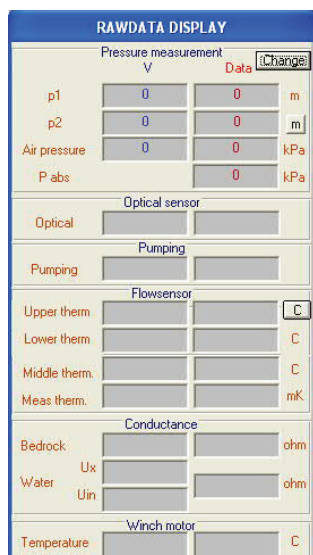 RAWDATA DISPLAY
Pressure measurement
V Data Change
p1 0 0 m
p2 0 0 m
Air pressure 0 0 kPa
P abs 0 kPa
Optical sensor
Optical
Pumping
Pumping
Flowsensor
Upper therm C
Lower therm C
Middle therm. C
Meas therm. mK
Conductance
Bedrock ohm
Ux
Water ohm
Uin
Winch motor
Temperature C